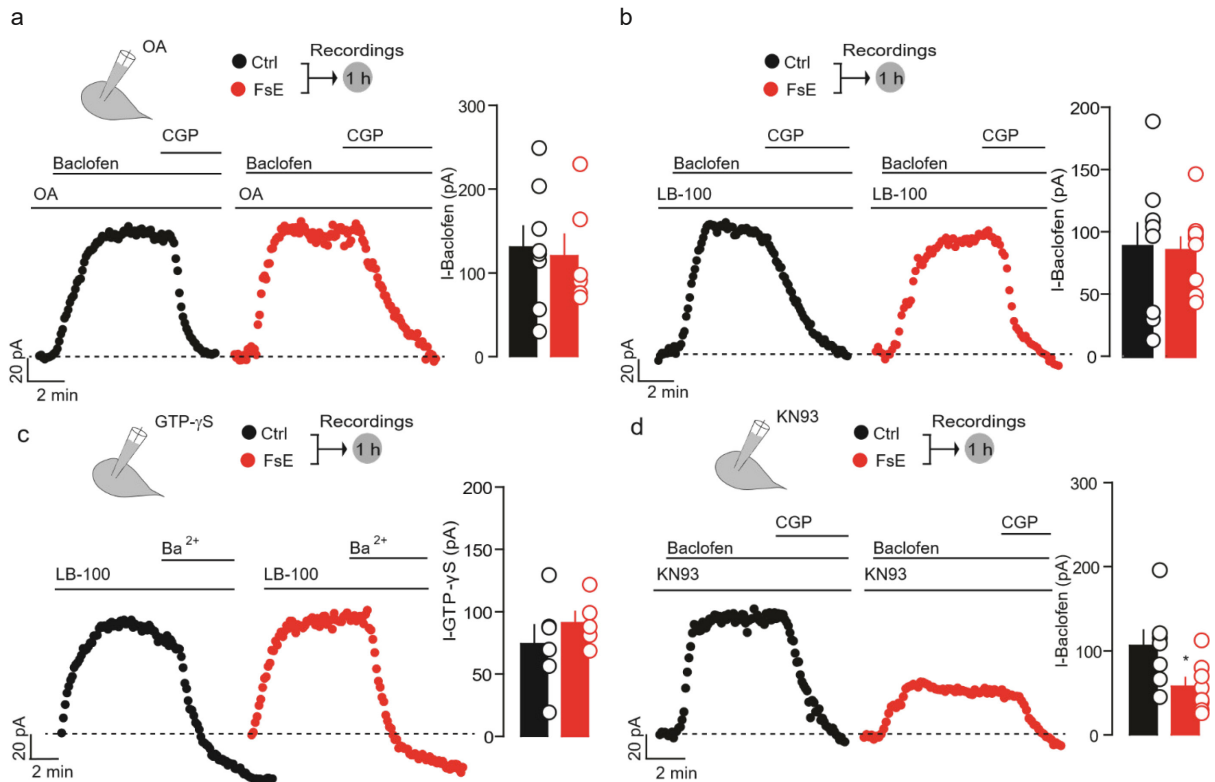 a
OA
Ctrl
FsE
Recordings
1 h
CGP
Baclofen
OA
CGP
Baclofen
OA
20 pA
2 min
I-Baclofen (pA)
300
200
100
0
b
Ctrl
FsE
Recordings
1 h
CGP
Baclofen
LB-100
CGP
Baclofen
LB-100
20 pA
2 min
I-Baclofen (pA)
200
150
100
50
0
c
GTP-γS
Ctrl
FsE
Recordings
1 h
Ba 2+
LB-100
Ba 2+
LB-100
20 pA
2 min
I-GTP-γS (pA)
200
150
100
50
0
d
KN93
Ctrl
FsE
Recordings
1 h
CGP
Baclofen
KN93
CGP
Baclofen
KN93
20 pA
2 min
I-Baclofen (pA)
300
200
100
0
*